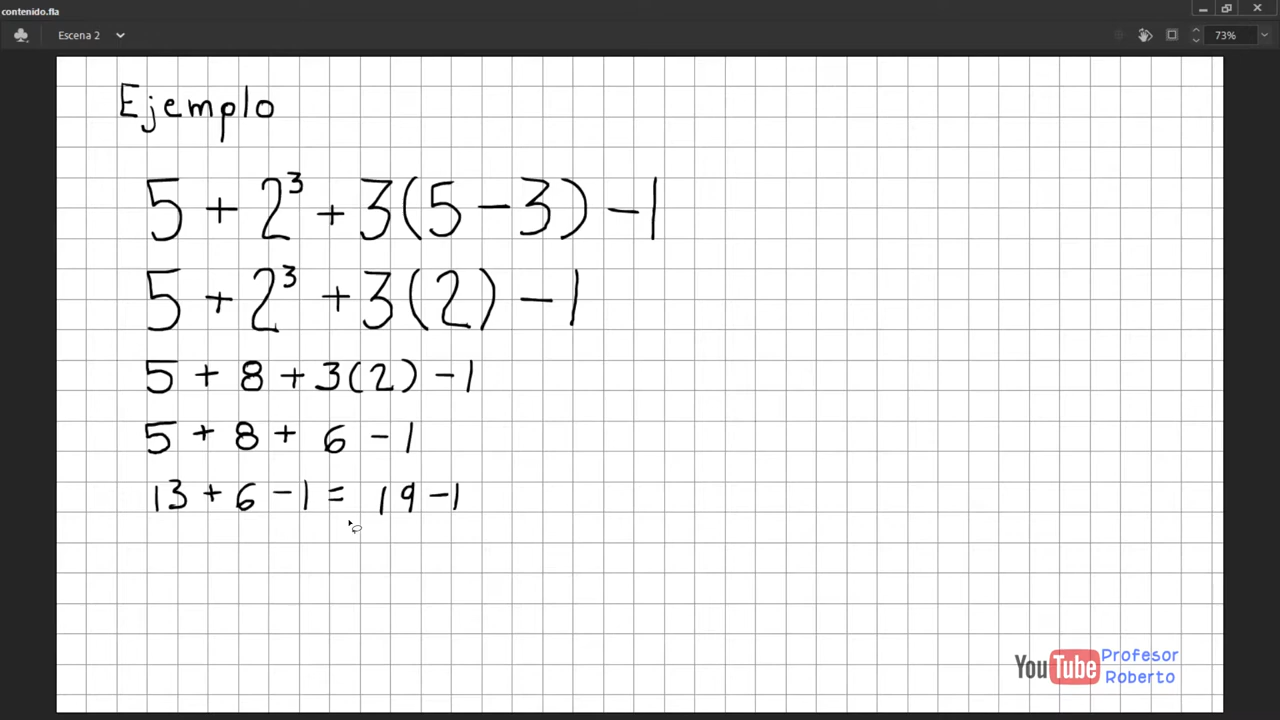 contenido.fla
Escena 2
73%
Ejemplo
5 + 2³ + 3(5 - 3) - 1
5 + 2³ + 3(2) - 1
5 + 8 + 3(2) - 1
5 + 8 + 6 - 1
13 + 6 - 1 = 19 - 1
YouTube Profesor
Roberto